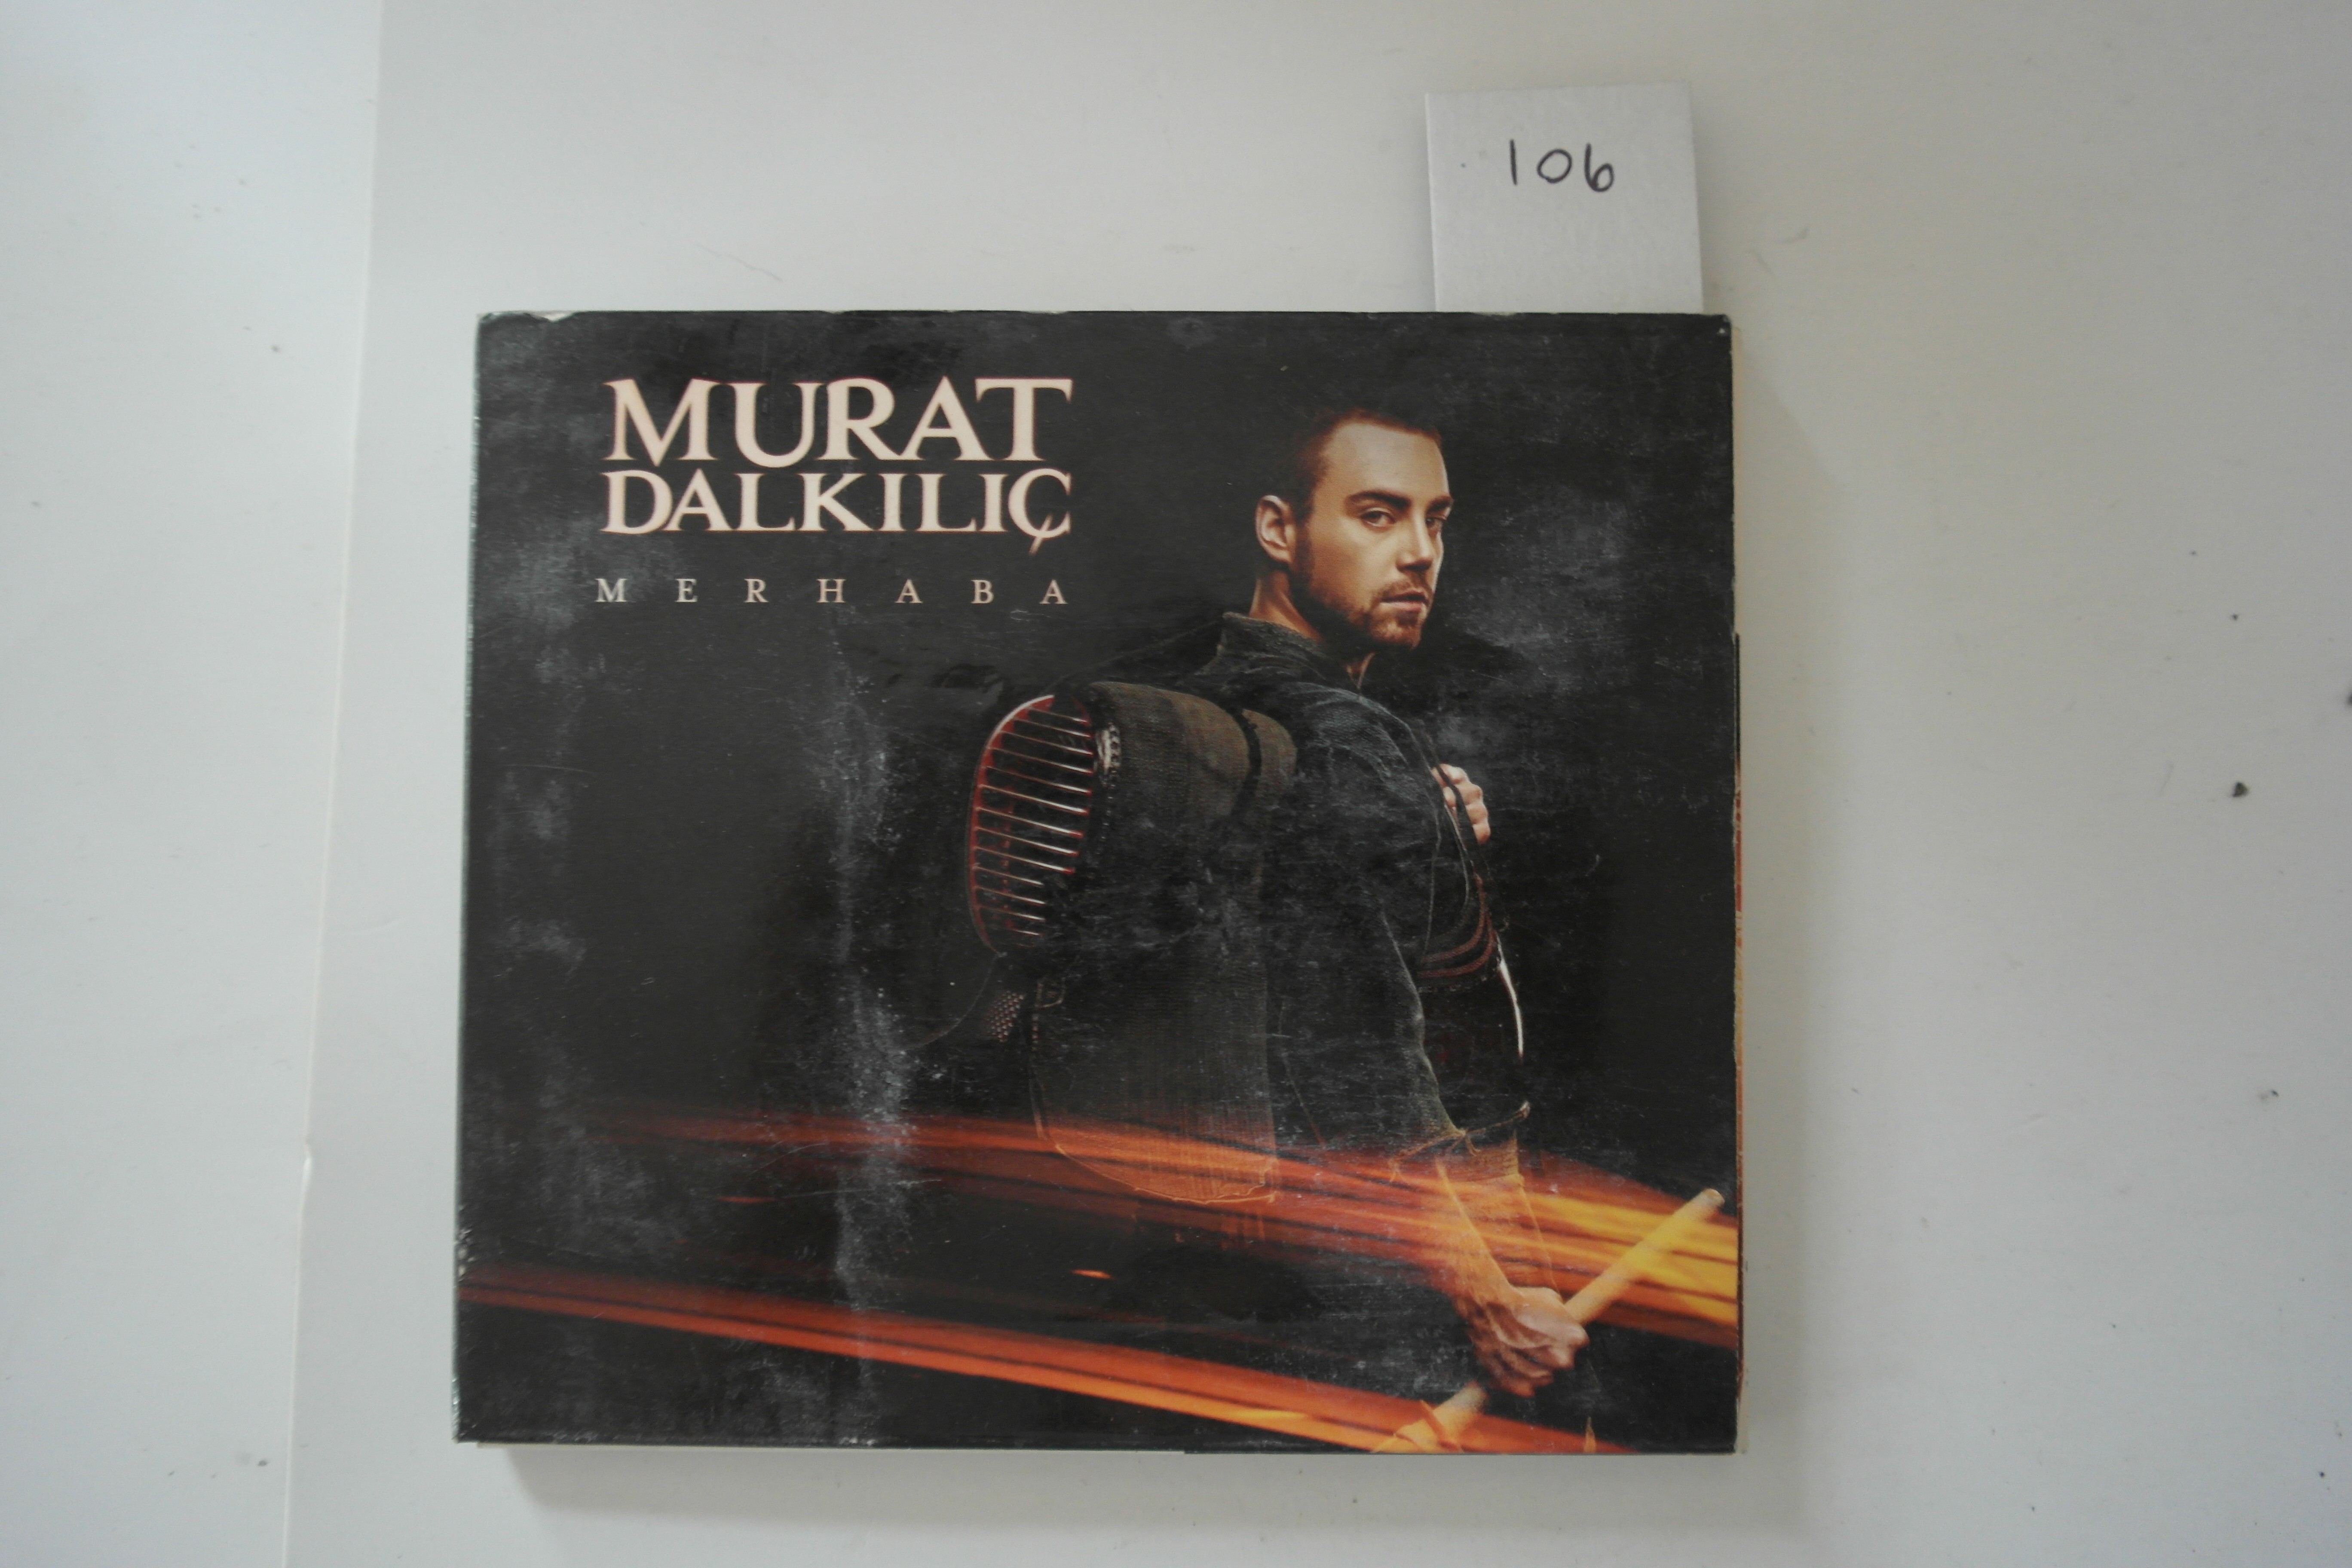 106
MURAT
DALKILIÇ
MERHABA